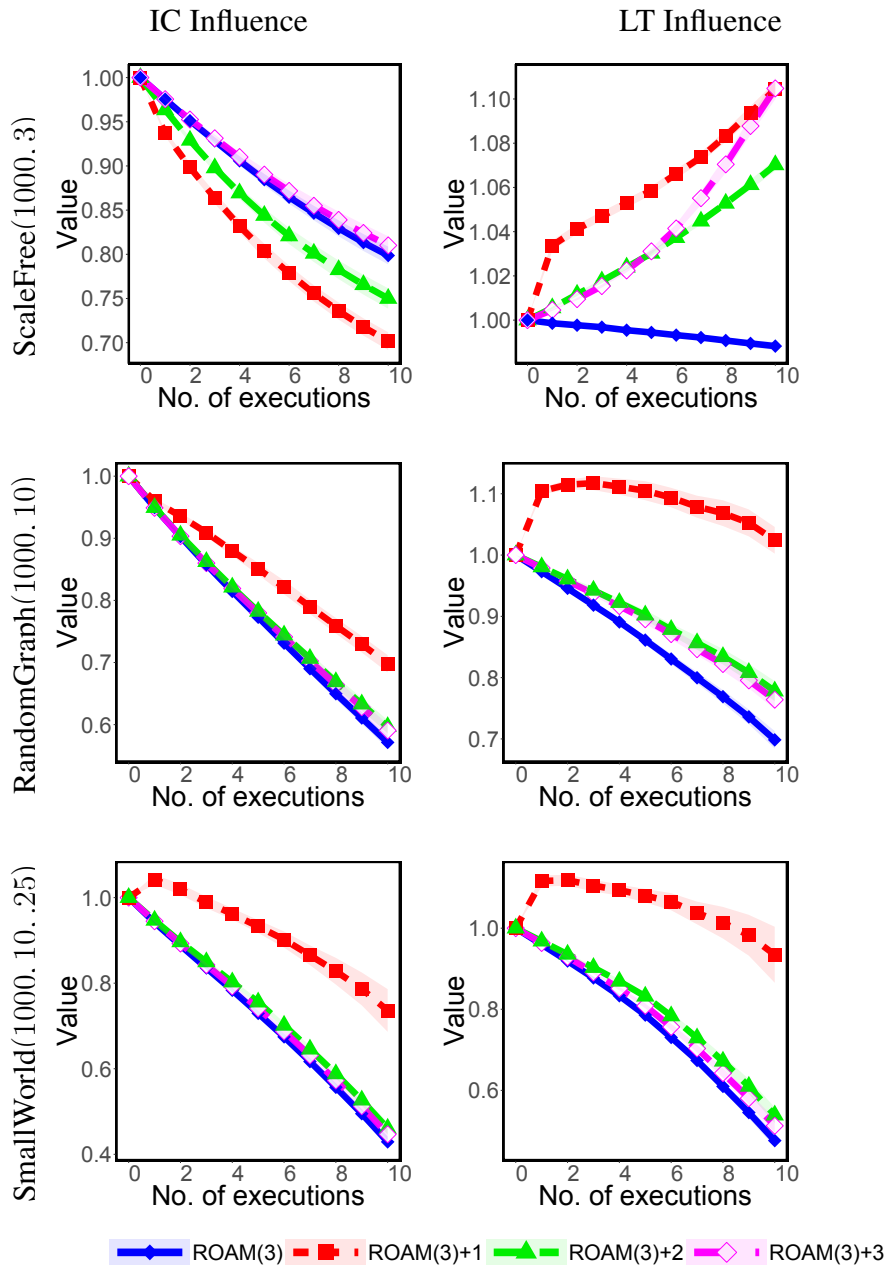 IC Influence
LT Influence
ScaleFree(1000, 3)
Value
1.00
0.95
0.90
0.85
0.80
0.75
0.70
0 2 4 6 8 10
No. of executions
Value
1.10
1.08
1.06
1.04
1.02
1.00
0 2 4 6 8 10
No. of executions
RandomGraph(1000, 10)
Value
1.0
0.9
0.8
0.7
0.6
0 2 4 6 8 10
No. of executions
Value
1.1
1.0
0.9
0.8
0.7
0 2 4 6 8 10
No. of executions
SmallWorld(1000, 10, .25)
Value
1.0
0.8
0.6
0.4
0 2 4 6 8 10
No. of executions
Value
1.0
0.8
0.6
0 2 4 6 8 10
No. of executions
ROAM(3) ROAM(3)+1 ROAM(3)+2 ROAM(3)+3